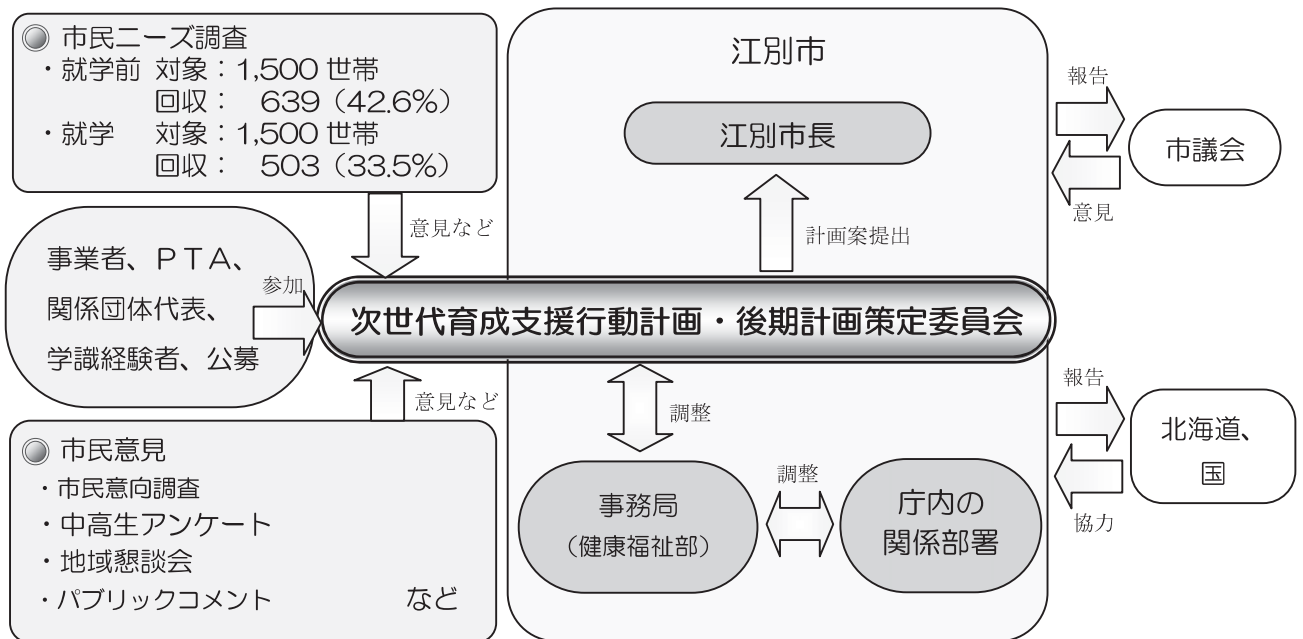 ◎ 市民ニーズ調査
・就学前 対象：1,500 世帯
回収： 639（42.6%）
・就学 対象：1,500 世帯
回収： 503（33.5%）
意見など
事業者、ＰＴＡ、
関係団体代表、
学識経験者、公募
参加
江別市
江別市長
計画案提出
次世代育成支援行動計画・後期計画策定委員会
報告
市議会
意見
意見など
◎ 市民意見
・市民意向調査
・中高生アンケート
・地域懇談会
・パブリックコメント など
調整
事務局
（健康福祉部）
調整
庁内の
関係部署
報告
北海道、
国
協力